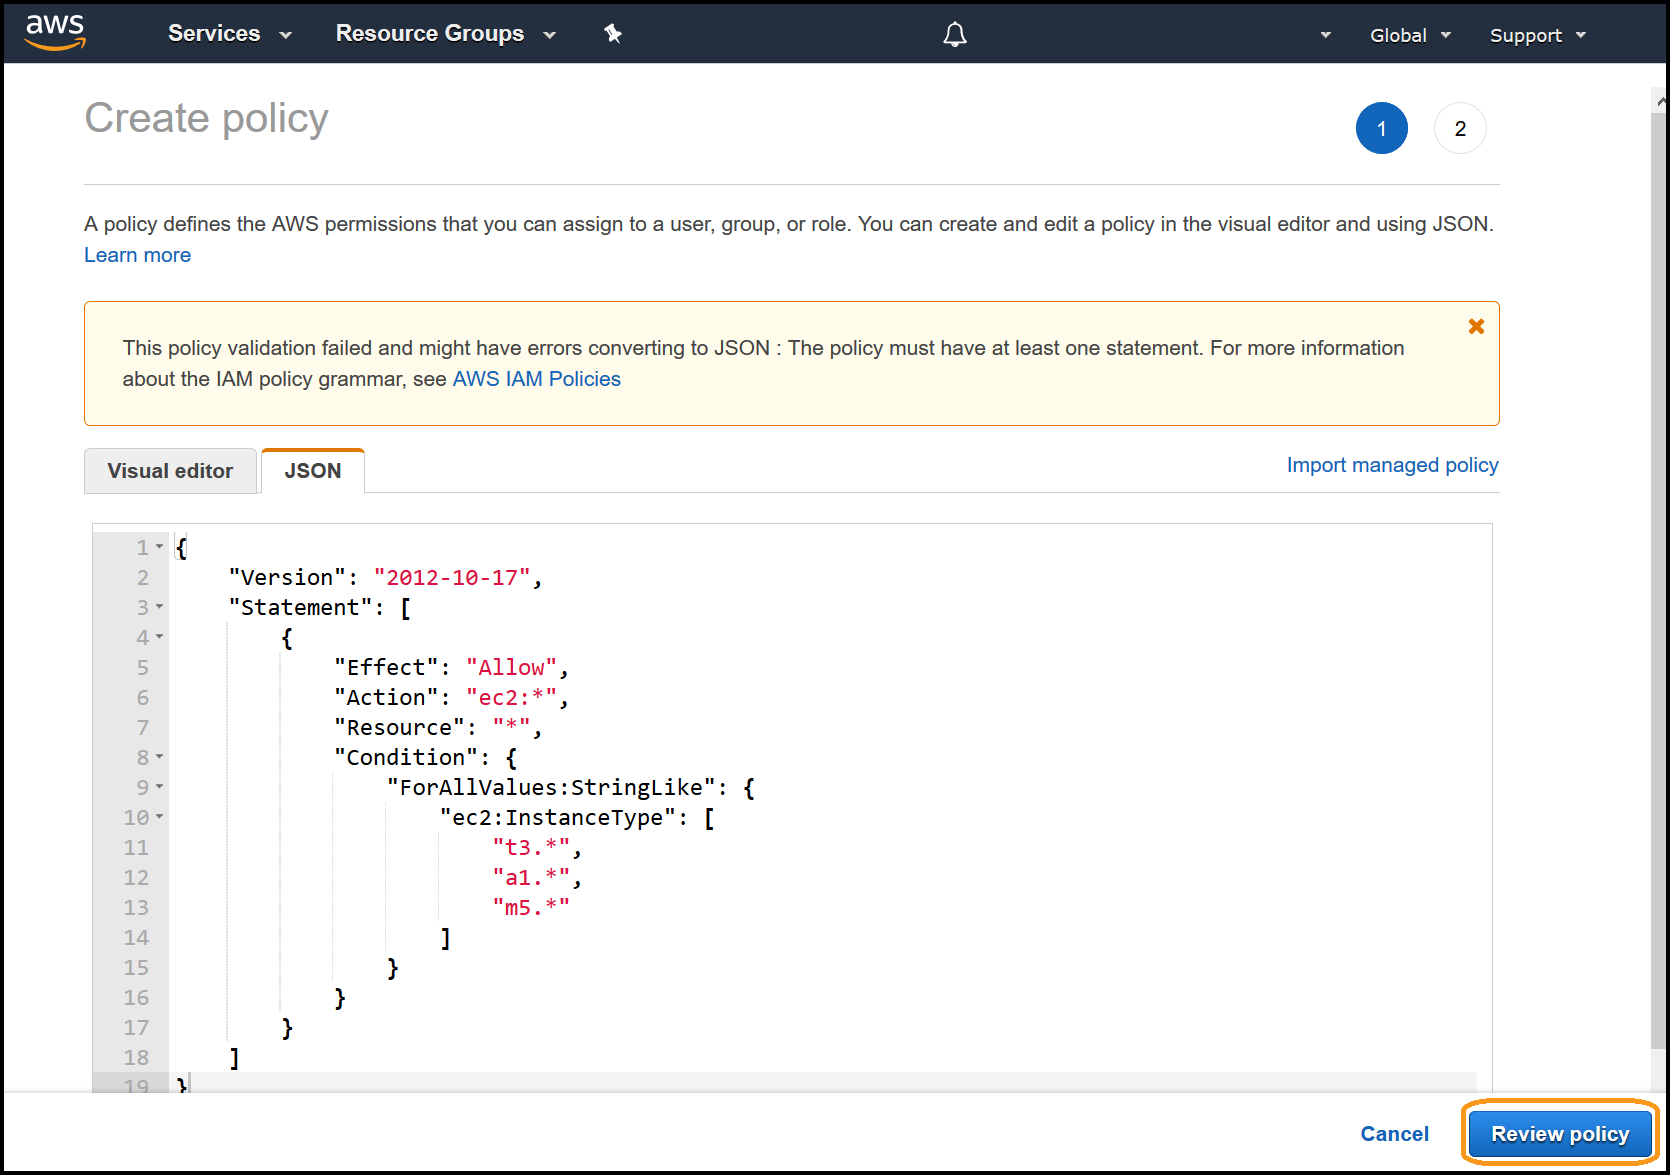 aws Services Resource Groups Global Support
Create policy
1 2
A policy defines the AWS permissions that you can assign to a user, group, or role. You can create and edit a policy in the visual editor and using JSON.
Learn more
This policy validation failed and might have errors converting to JSON : The policy must have at least one statement. For more information
about the IAM policy grammar, see AWS IAM Policies
Visual editor JSON Import managed policy
1 {
2     "Version": "2012-10-17",
3     "Statement": [
4         {
5             "Effect": "Allow",
6             "Action": "ec2:*",
7             "Resource": "*",
8             "Condition": {
9                 "ForAllValues:StringLike": {
10                     "ec2:InstanceType": [
11                         "t3.*",
12                         "a1.*",
13                         "m5.*"
14                     ]
15                 }
16             }
17         }
18     ]
19 }
Cancel Review policy